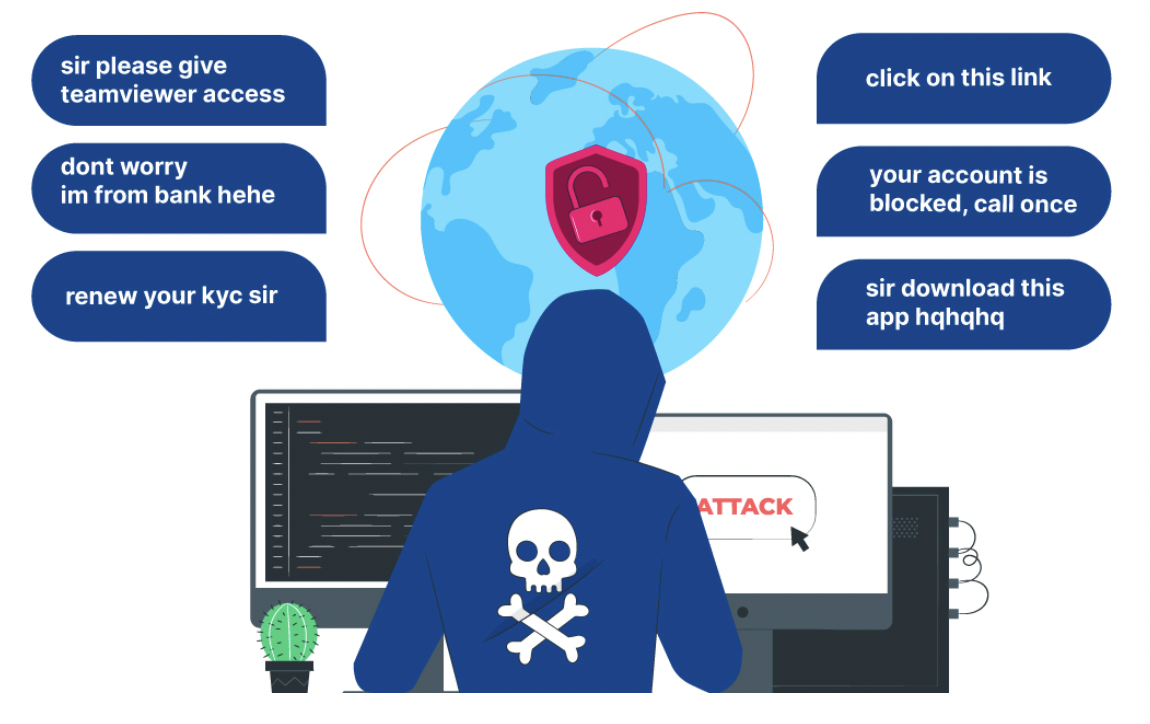 sir please give
teamviewer access
dont worry
im from bank hehe
renew your kyc sir
click on this link
your account is
blocked, call once
sir download this
app hqhqhq
ATTACK